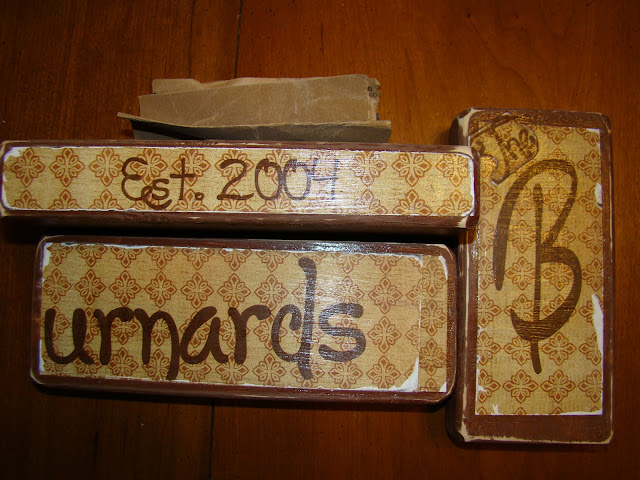 Est. 2004
The
B
urnards